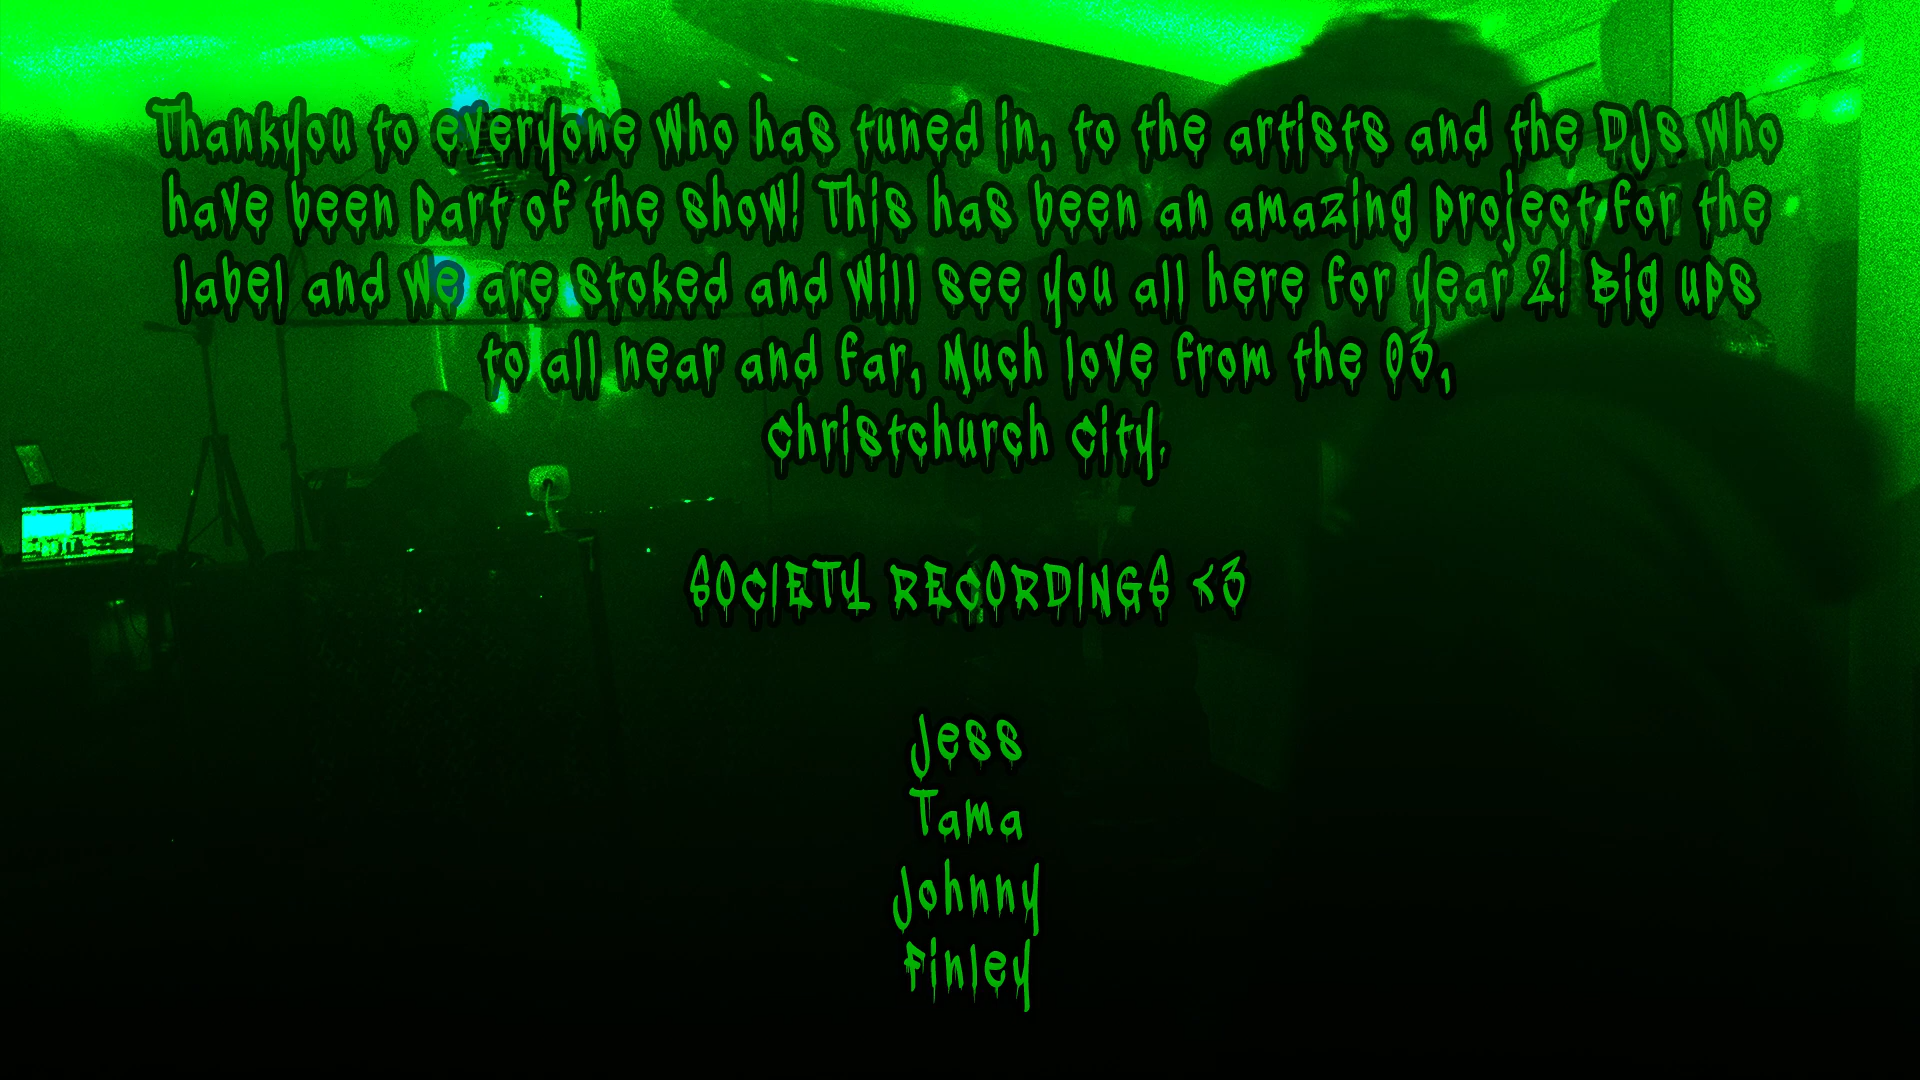 Thankyou to everyone who has tuned in, to the artists and the DJs who
have been part of the show! This has been an amazing project for the
label and we are stoked and will see you all here for year 2! Big ups
to all near and far, Much love from the 03,
Christchurch City.
SOCIETY RECORDINGS <3
Jess
Tama
Johnny
Finley